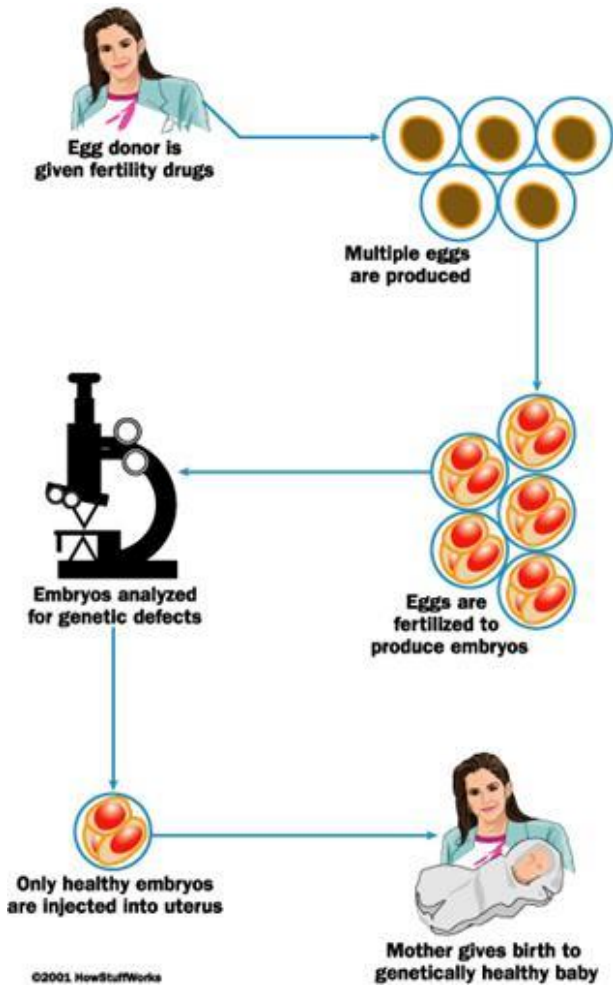 Egg donor is
given fertility drugs
Multiple eggs
are produced
Eggs are
fertilized to
produce embryos
Embryos analyzed
for genetic defects
Only healthy embryos
are injected into uterus
Mother gives birth to
genetically healthy baby
©2001 HowStuffWorks